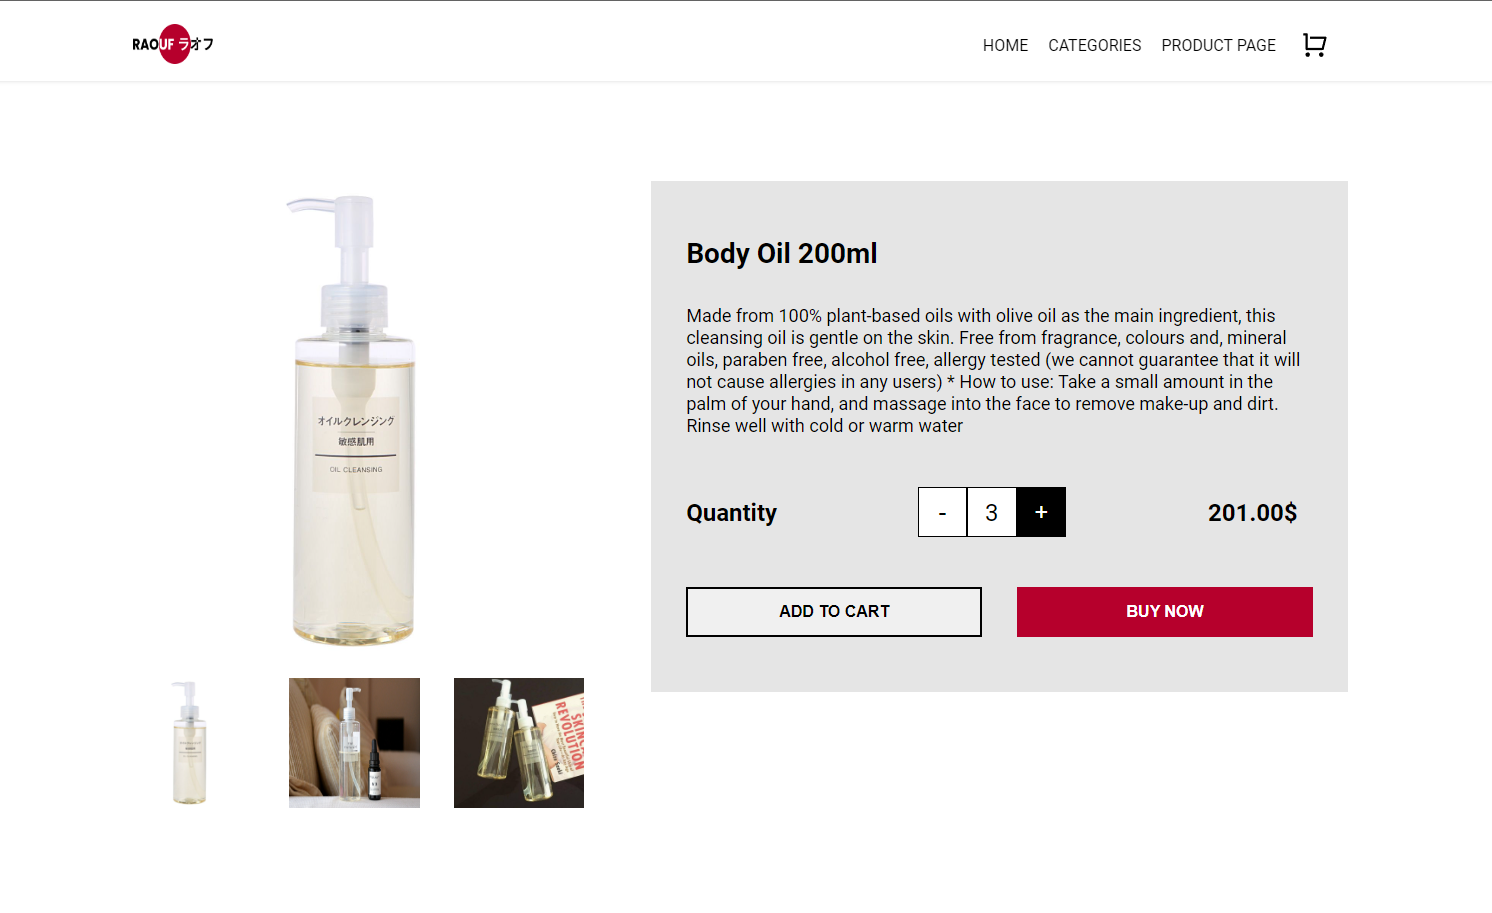 RAOUF ラオフ
HOME CATEGORIES PRODUCT PAGE
オイルクレンジング
敏感肌用
OIL CLEANSING
Body Oil 200ml
Made from 100% plant-based oils with olive oil as the main ingredient, this
cleansing oil is gentle on the skin. Free from fragrance, colours and, mineral
oils, paraben free, alcohol free, allergy tested (we cannot guarantee that it will
not cause allergies in any users) * How to use: Take a small amount in the
palm of your hand, and massage into the face to remove make-up and dirt.
Rinse well with cold or warm water
Quantity - 3 + 201.00$
ADD TO CART BUY NOW
SKIN
REVOLUTION